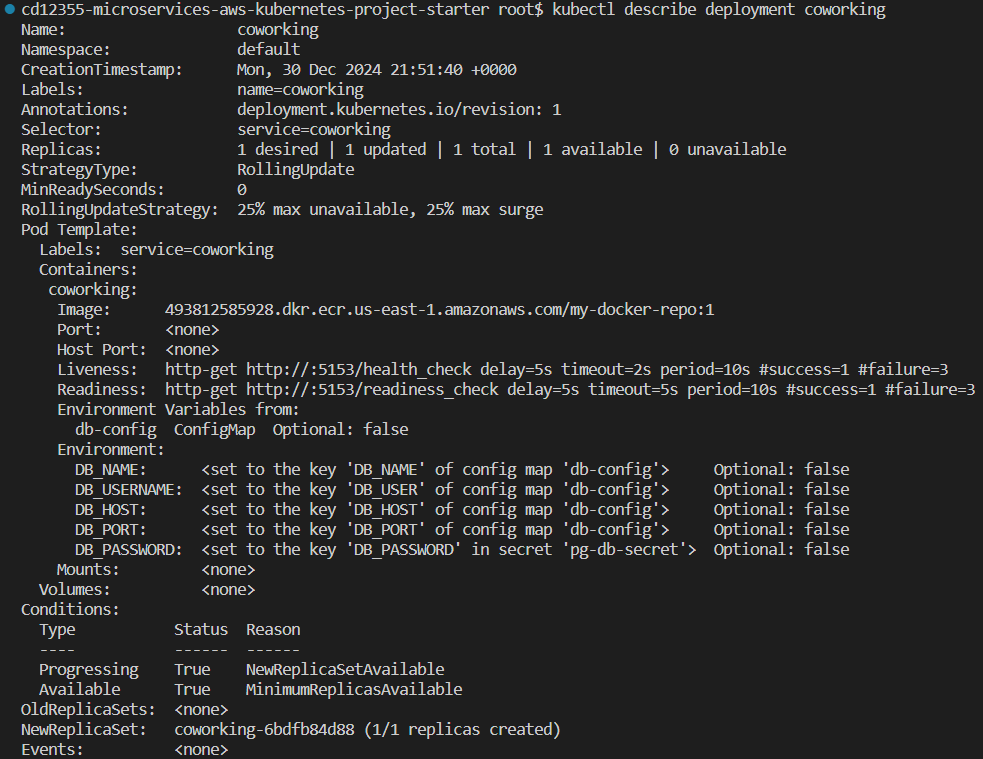 cd12355-microservices-aws-kubernetes-project-starter root$ kubectl describe deployment coworking
Name:                   coworking
Namespace:              default
CreationTimestamp:      Mon, 30 Dec 2024 21:51:40 +0000
Labels:                 name=coworking
Annotations:            deployment.kubernetes.io/revision: 1
Selector:               service=coworking
Replicas:               1 desired | 1 updated | 1 total | 1 available | 0 unavailable
StrategyType:           RollingUpdate
MinReadySeconds:        0
RollingUpdateStrategy:  25% max unavailable, 25% max surge
Pod Template:
  Labels:  service=coworking
  Containers:
   coworking:
    Image:      493812585928.dkr.ecr.us-east-1.amazonaws.com/my-docker-repo:1
    Port:       <none>
    Host Port:  <none>
    Liveness:   http-get http://:5153/health_check delay=5s timeout=2s period=10s #success=1 #failure=3
    Readiness:  http-get http://:5153/readiness_check delay=5s timeout=5s period=10s #success=1 #failure=3
    Environment Variables from:
      db-config  ConfigMap  Optional: false
    Environment:
      DB_NAME:      <set to the key 'DB_NAME' of config map 'db-config'>     Optional: false
      DB_USERNAME:  <set to the key 'DB_USER' of config map 'db-config'>     Optional: false
      DB_HOST:      <set to the key 'DB_HOST' of config map 'db-config'>     Optional: false
      DB_PORT:      <set to the key 'DB_PORT' of config map 'db-config'>     Optional: false
      DB_PASSWORD:  <set to the key 'DB_PASSWORD' in secret 'pg-db-secret'>  Optional: false
    Mounts:         <none>
  Volumes:          <none>
Conditions:
  Type           Status  Reason
  ----           ------  ------
  Progressing    True    NewReplicaSetAvailable
  Available      True    MinimumReplicasAvailable
OldReplicaSets:  <none>
NewReplicaSet:   coworking-6bdfb84d88 (1/1 replicas created)
Events:          <none>